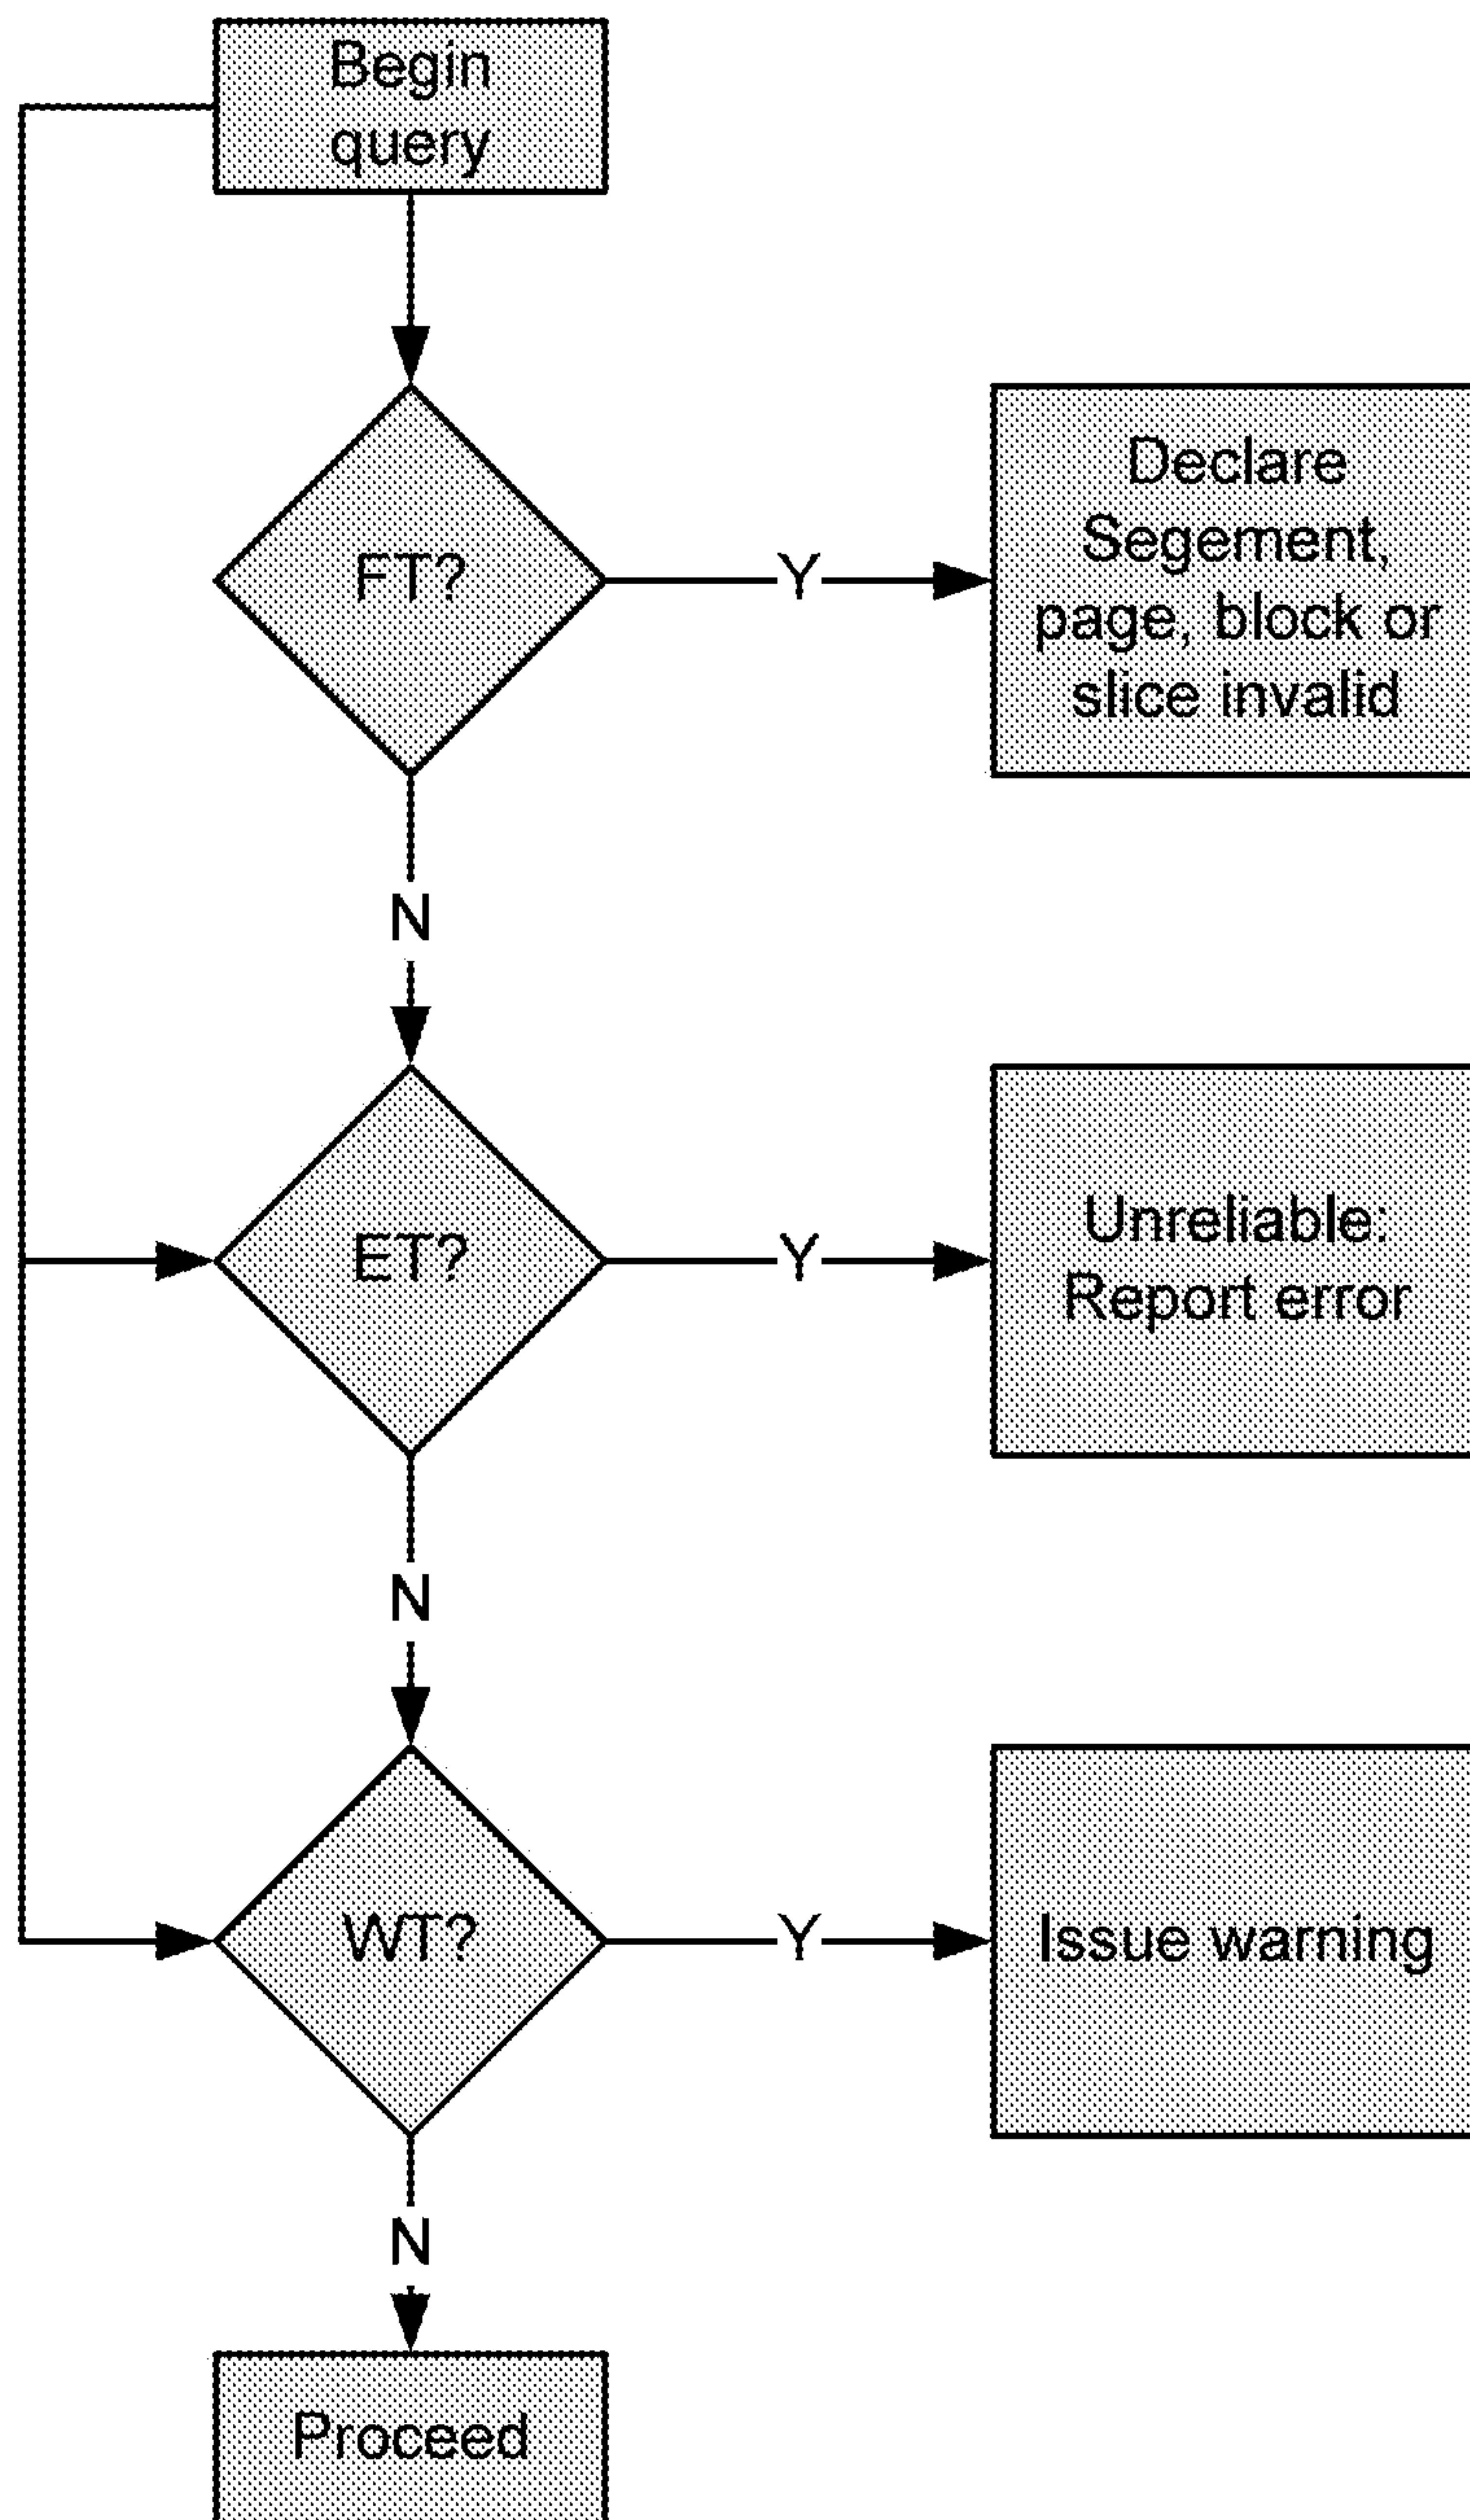 Begin
query
FT?
Y
Declare
Segement,
page, block or
slice invalid
N
ET?
Y
Unreliable:
Report error
N
WT?
Y
Issue warning
N
Proceed